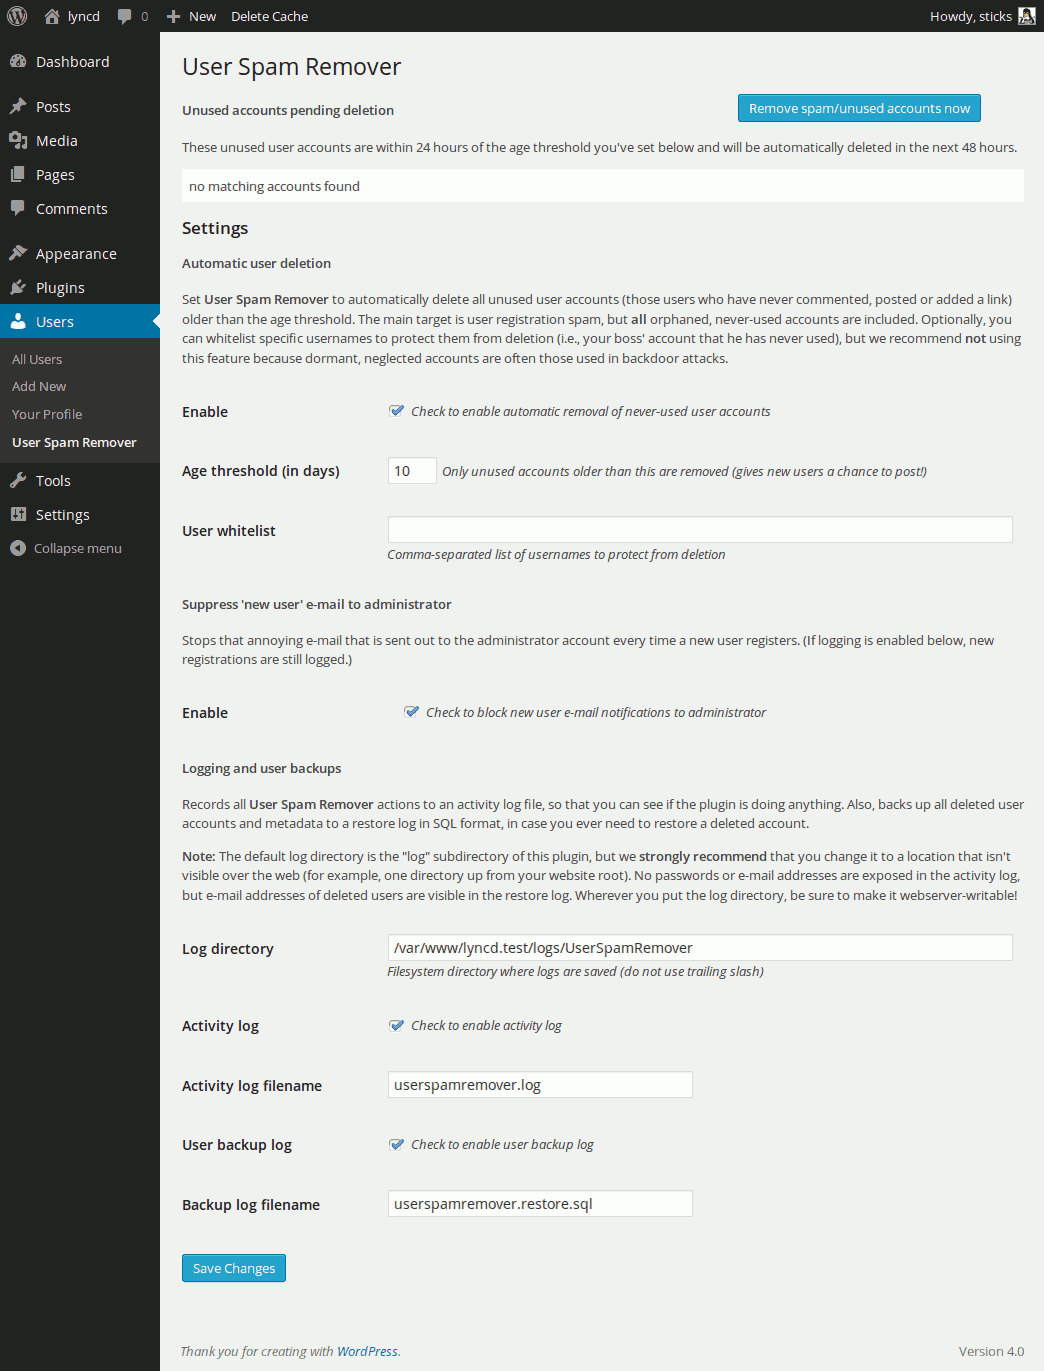 lyncd 0 New Delete Cache Howdy, sticks
Dashboard
Posts
Media
Pages
Comments
Appearance
Plugins
Users
All Users
Add New
Your Profile
User Spam Remover
Tools
Settings
Collapse menu
User Spam Remover
Unused accounts pending deletion
Remove spam/unused accounts now
These unused user accounts are within 24 hours of the age threshold you've set below and will be automatically deleted in the next 48 hours.
no matching accounts found
Settings
Automatic user deletion
Set User Spam Remover to automatically delete all unused user accounts (those users who have never commented, posted or added a link)
older than the age threshold. The main target is user registration spam, but all orphaned, never-used accounts are included. Optionally, you
can whitelist specific usernames to protect them from deletion (i.e., your boss' account that he has never used), but we recommend not using
this feature because dormant, neglected accounts are often those used in backdoor attacks.
Enable Check to enable automatic removal of never-used user accounts
Age threshold (in days) 10 Only unused accounts older than this are removed (gives new users a chance to post!)
User whitelist
Comma-separated list of usernames to protect from deletion
Suppress 'new user' e-mail to administrator
Stops that annoying e-mail that is sent out to the administrator account every time a new user registers. (If logging is enabled below, new
registrations are still logged.)
Enable Check to block new user e-mail notifications to administrator
Logging and user backups
Records all User Spam Remover actions to an activity log file, so that you can see if the plugin is doing anything. Also, backs up all deleted user
accounts and metadata to a restore log in SQL format, in case you ever need to restore a deleted account.
Note: The default log directory is the "log" subdirectory of this plugin, but we strongly recommend that you change it to a location that isn't
visible over the web (for example, one directory up from your website root). No passwords or e-mail addresses are exposed in the activity log,
but e-mail addresses of deleted users are visible in the restore log. Wherever you put the log directory, be sure to make it webserver-writable!
Log directory /var/www/lyncd.test/logs/UserSpamRemover
Filesystem directory where logs are saved (do not use trailing slash)
Activity log Check to enable activity log
Activity log filename userspamremover.log
User backup log Check to enable user backup log
Backup log filename userspamremover.restore.sql
Save Changes
Thank you for creating with WordPress. Version 4.0